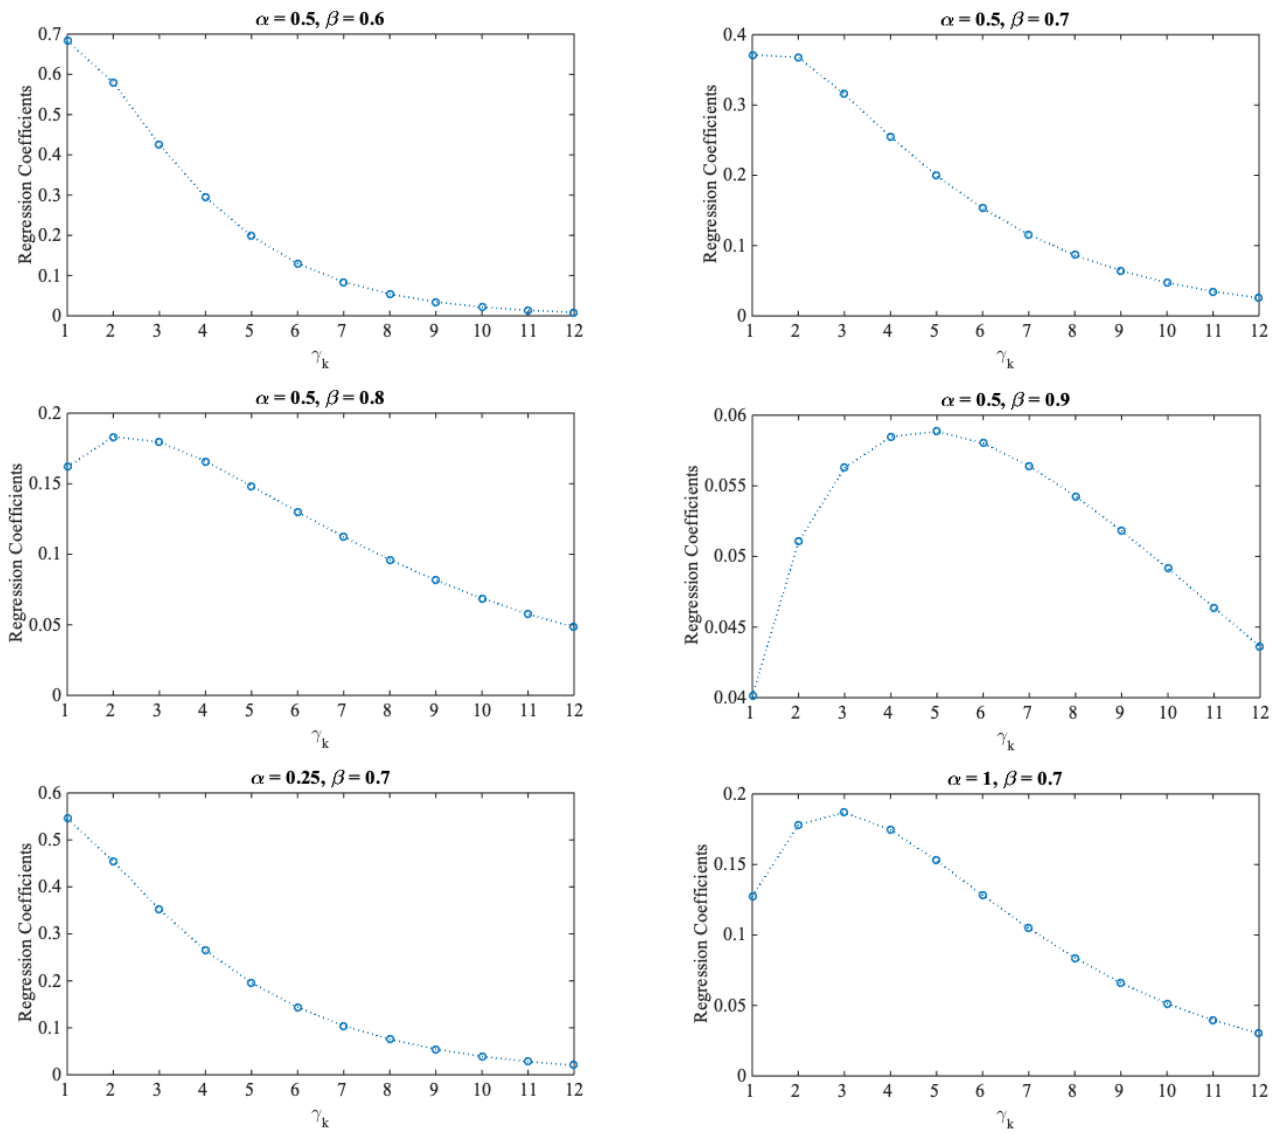 α = 0.5, β = 0.6
0.7
0.6
0.5
0.4
0.3
0.2
0.1
0
Regression Coefficients
1 2 3 4 5 6 7 8 9 10 11 12
γk
α = 0.5, β = 0.7
0.4
0.3
0.2
0.1
0
Regression Coefficients
1 2 3 4 5 6 7 8 9 10 11 12
γk
α = 0.5, β = 0.8
0.2
0.15
0.1
0.05
0
Regression Coefficients
1 2 3 4 5 6 7 8 9 10 11 12
γk
α = 0.5, β = 0.9
0.06
0.055
0.05
0.045
0.04
Regression Coefficients
1 2 3 4 5 6 7 8 9 10 11 12
γk
α = 0.25, β = 0.7
0.6
0.5
0.4
0.3
0.2
0.1
0
Regression Coefficients
1 2 3 4 5 6 7 8 9 10 11 12
γk
α = 1, β = 0.7
0.2
0.15
0.1
0.05
0
Regression Coefficients
1 2 3 4 5 6 7 8 9 10 11 12
γk